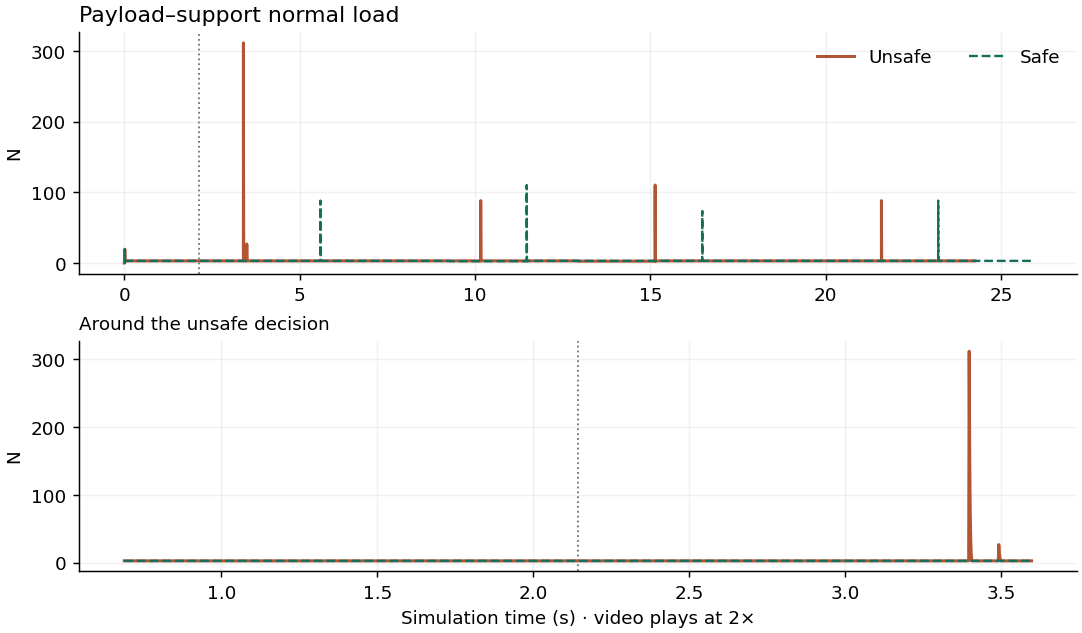 Payload–support normal load
Unsafe
Safe
N
300
200
100
0
0 5 10 15 20 25
Around the unsafe decision
N
300
200
100
0
1.0 1.5 2.0 2.5 3.0 3.5
Simulation time (s) · video plays at 2×